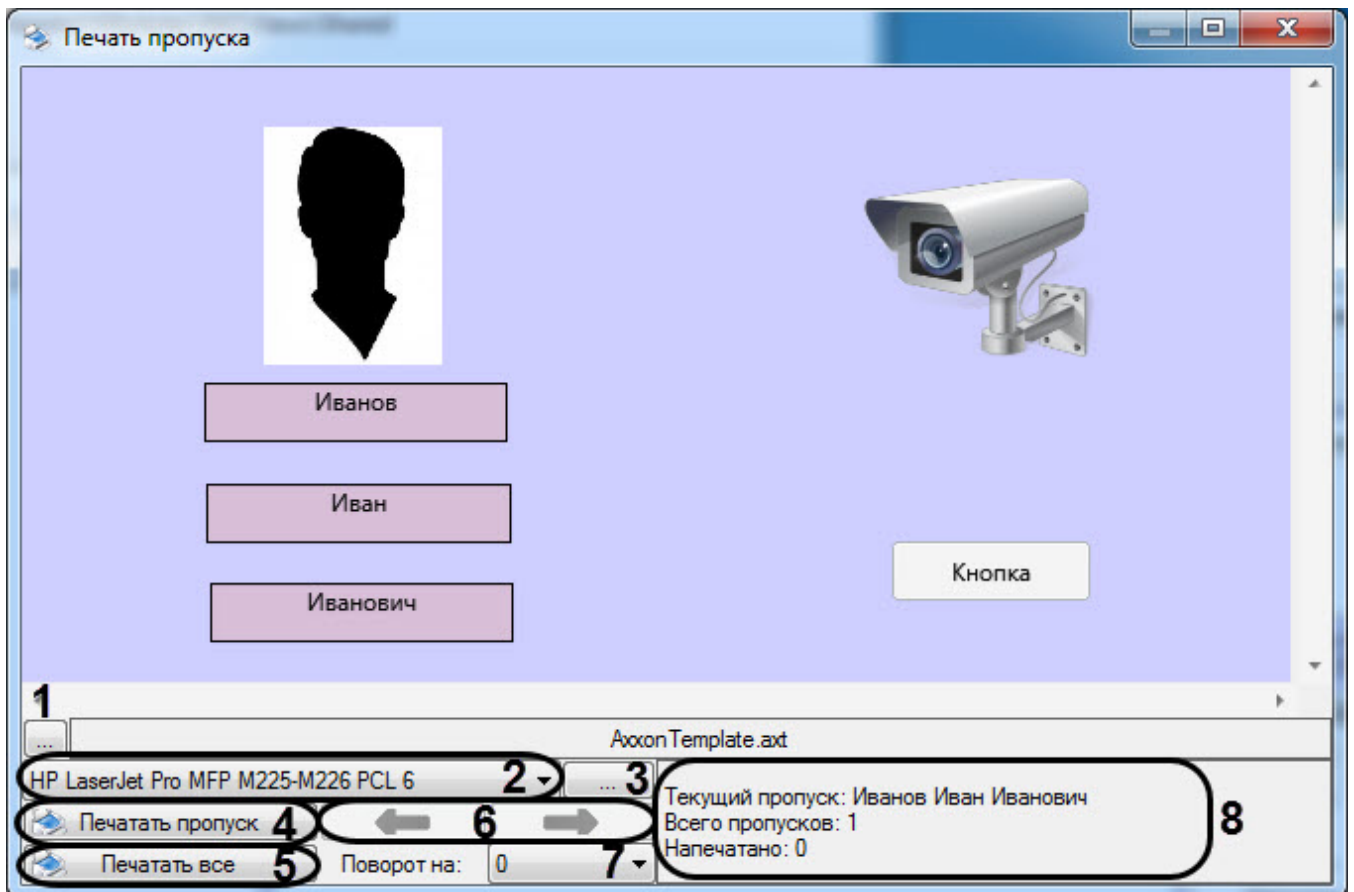 Печать пропуска
Иванов
Иван
Иванович
Кнопка
1
...
AxxonTemplate.axt
HP LaserJet Pro MFP M225-M226 PCL 6 2 ... 3
Печатать пропуск 4 6
Печатать все 5 Поворот на: 0 7
Текущий пропуск: Иванов Иван Иванович
Всего пропусков: 1
Напечатано: 0
8